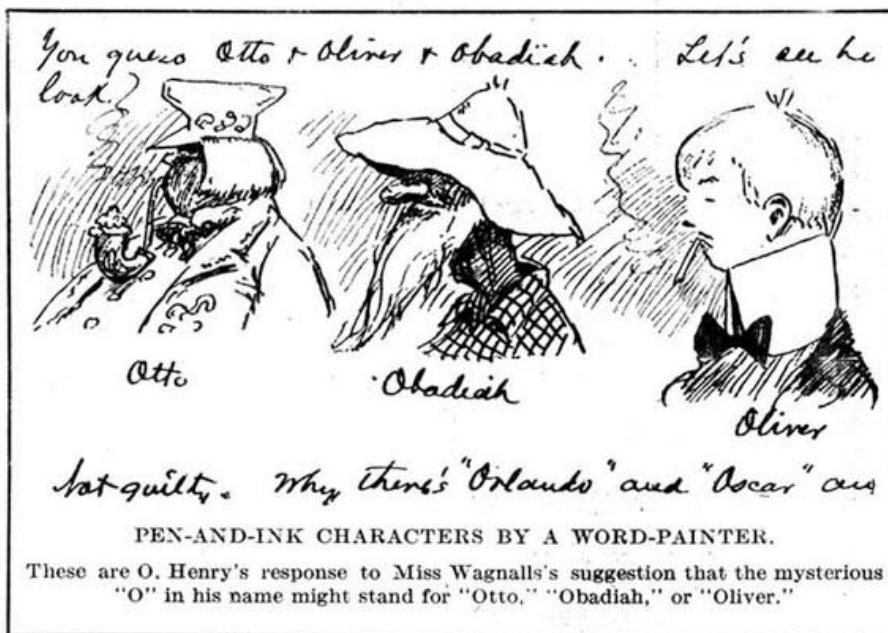 You guess Otto & Oliver & Obadiah. Let's see he
look?
Otto
Obadiah
Oliver
Not guilty. Why there's "Orlando" and "Oscar" an
PEN-AND-INK CHARACTERS BY A WORD-PAINTER.
These are O. Henry's response to Miss Wagnalls's suggestion that the mysterious
"O" in his name might stand for "Otto," "Obadiah," or "Oliver."